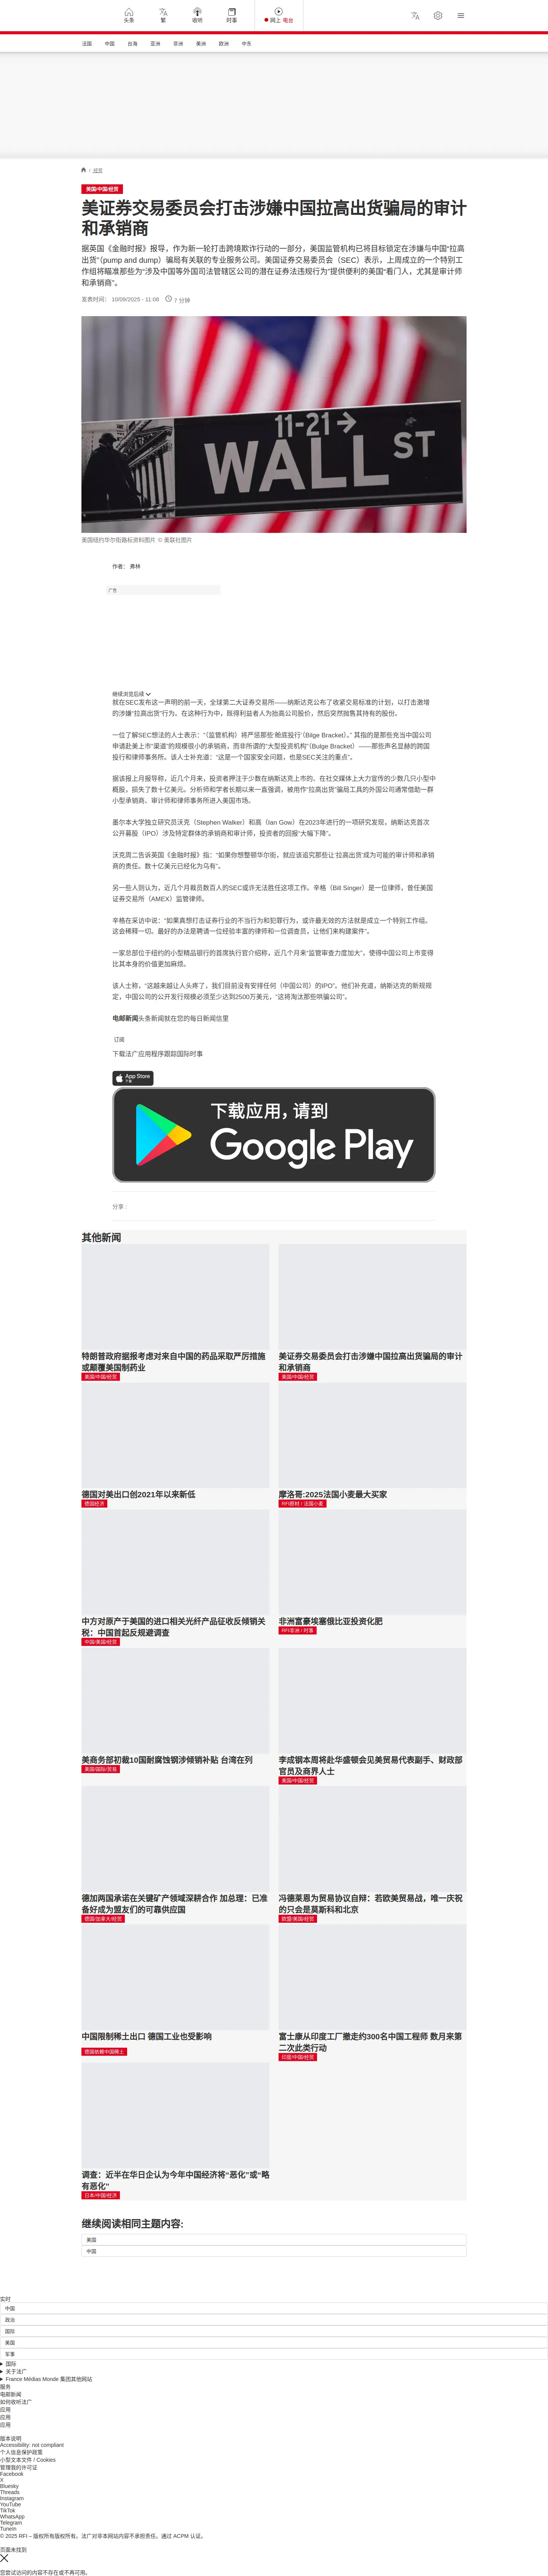 头条
繁
收听
时事
网上 电台
法国 中国 台海 亚洲 非洲 美洲 欧洲 中东
/ 经贸
美国/中国/经贸
美证券交易委员会打击涉嫌中国拉高出货骗局的审计和承销商
据英国《金融时报》报导，作为新一轮打击跨境欺诈行动的一部分，美国监管机构已将目标锁定在涉嫌与中国“拉高
出货”（pump and dump）骗局有关联的专业服务公司。美国证券交易委员会（SEC）表示，上周成立的一个特别工
作组将瞄准那些为“涉及中国等外国司法管辖区公司的潜在证券法违规行为”提供便利的美国“看门人，尤其是审计师
和承销商”。
发表时间： 10/09/2025 - 11:08
7 分钟
11-21
WALL ST
美国纽约华尔街路标资料图片 © 美联社图片
作者： 弗林
广告
继续浏览后续
就在SEC发布这一声明的前一天，全球第二大证券交易所——纳斯达克公布了收紧交易标准的计划，以打击激增
的涉嫌“拉高出货”行为。在这种行为中，既得利益者人为抬高公司股价，然后突然抛售其持有的股份。
一位了解SEC想法的人士表示：“（监管机构）将严惩那些‘舱底投行’（Bilge Bracket）。” 其指的是那些充当中国公司
申请赴美上市“渠道”的规模很小的承销商，而非所谓的“大型投资机构”（Bulge Bracket）——那些声名显赫的跨国
投行和律师事务所。该人士补充道：“这是一个国家安全问题，也是SEC关注的重点”。
据该报上月报导称，近几个月来，投资者押注于少数在纳斯达克上市的、在社交媒体上大力宣传的少数几只小型中
概股，损失了数十亿美元。分析师和学者长期以来一直强调，被用作“拉高出货”骗局工具的外国公司通常借助一群
小型承销商、审计师和律师事务所进入美国市场。
墨尔本大学独立研究员沃克（Stephen Walker）和高（Ian Gow）在2023年进行的一项研究发现，纳斯达克首次
公开募股（IPO）涉及特定群体的承销商和审计师，投资者的回报“大幅下降”。
沃克周二告诉英国《金融时报》指：“如果你想整顿华尔街，就应该追究那些让‘拉高出货’成为可能的审计师和承销
商的责任。数十亿美元已经化为乌有”。
另一些人则认为，近几个月裁员数百人的SEC或许无法胜任这项工作。辛格（Bill Singer）是一位律师，曾任美国
证券交易所（AMEX）监管律师。
辛格在采访中说：“如果真想打击证券行业的不当行为和犯罪行为，或许最无效的方法就是成立一个特别工作组。
这会稀释一切。最好的办法是聘请一位经验丰富的律师和一位调查员，让他们来构建案件”。
一家总部位于纽约的小型精品银行的首席执行官介绍称，近几个月来“监管审查力度加大”，使得中国公司上市变得
比其本身的价值更加麻烦。
该人士称，“这越来越让人头疼了，我们目前没有安排任何（中国公司）的IPO”。他们补充道，纳斯达克的新规规
定，中国公司的公开发行规模必须至少达到2500万美元，“这将淘汰那些哄骗公司”。
电邮新闻头条新闻就在您的每日新闻信里
订阅
下载法广应用程序跟踪国际时事
App Store
下载
下载应用，请到
Google Play
分享 :
其他新闻
特朗普政府据报考虑对来自中国的药品采取严厉措施 或颠覆美国制药业
美国/中国/经贸
美证券交易委员会打击涉嫌中国拉高出货骗局的审计和承销商
美国/中国/经贸
德国对美出口创2021年以来新低
德国经济
摩洛哥:2025法国小麦最大买家
RFI原材 / 法国小麦
中方对原产于美国的进口相关光纤产品征收反倾销关税：中国首起反规避调查
中国/美国/经贸
非洲富豪埃塞俄比亚投资化肥
RFI非洲 / 时事
美商务部初裁10国耐腐蚀钢涉倾销补贴 台湾在列
美国/国际/贸易
李成钢本周将赴华盛顿会见美贸易代表副手、财政部官员及商界人士
美国/中国/经贸
德加两国承诺在关键矿产领域深耕合作 加总理：已准备好成为盟友们的可靠供应国
德国/加拿大/经贸
冯德莱恩为贸易协议自辩：若欧美贸易战，唯一庆祝的只会是莫斯科和北京
欧盟/美国/经贸
中国限制稀土出口 德国工业也受影响
德国依赖中国稀土
富士康从印度工厂撤走约300名中国工程师 数月来第二次此类行动
印度/中国/经贸
调查：近半在华日企认为今年中国经济将“恶化”或“略有恶化”
日本/中国/经济
继续阅读相同主题内容:
美国
中国
实时
中国
政治
国际
美国
军事
国际
关于法广
France Médias Monde 集团其他网站
服务
电邮新闻
如何收听法广
应用
应用
应用
版本说明
Accessibility: not compliant
个人信息保护政策
小型文本文件 / Cookies
管理我的许可证
Facebook
X
Bluesky
Threads
Instagram
YouTube
TikTok
WhatsApp
Telegram
TuneIn
© 2025 RFI – 版权所有版权所有。法广对非本网站内容不承担责任。通过 ACPM 认证。
页面未找到
您尝试访问的内容不存在或不再可用。